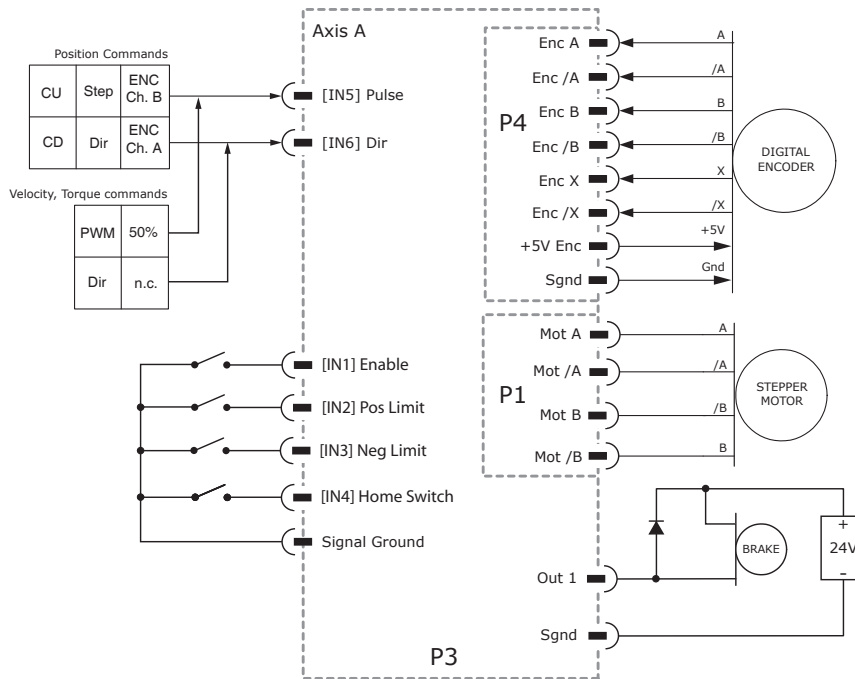 Axis A
Position Commands
CU Step ENC Ch. B
CD Dir ENC Ch. A
[IN5] Pulse
[IN6] Dir
Velocity, Torque commands
PWM 50%
Dir n.c.
[IN1] Enable
[IN2] Pos Limit
[IN3] Neg Limit
[IN4] Home Switch
Signal Ground
P3
P4
Enc A A
Enc /A /A
Enc B B
Enc /B /B
Enc X X
Enc /X /X
+5V Enc +5V
Sgnd Gnd
DIGITAL
ENCODER
P1
Mot A A
Mot /A /A
Mot B /B
Mot /B B
STEPPER
MOTOR
Out 1
Sgnd
BRAKE
+
24V
-